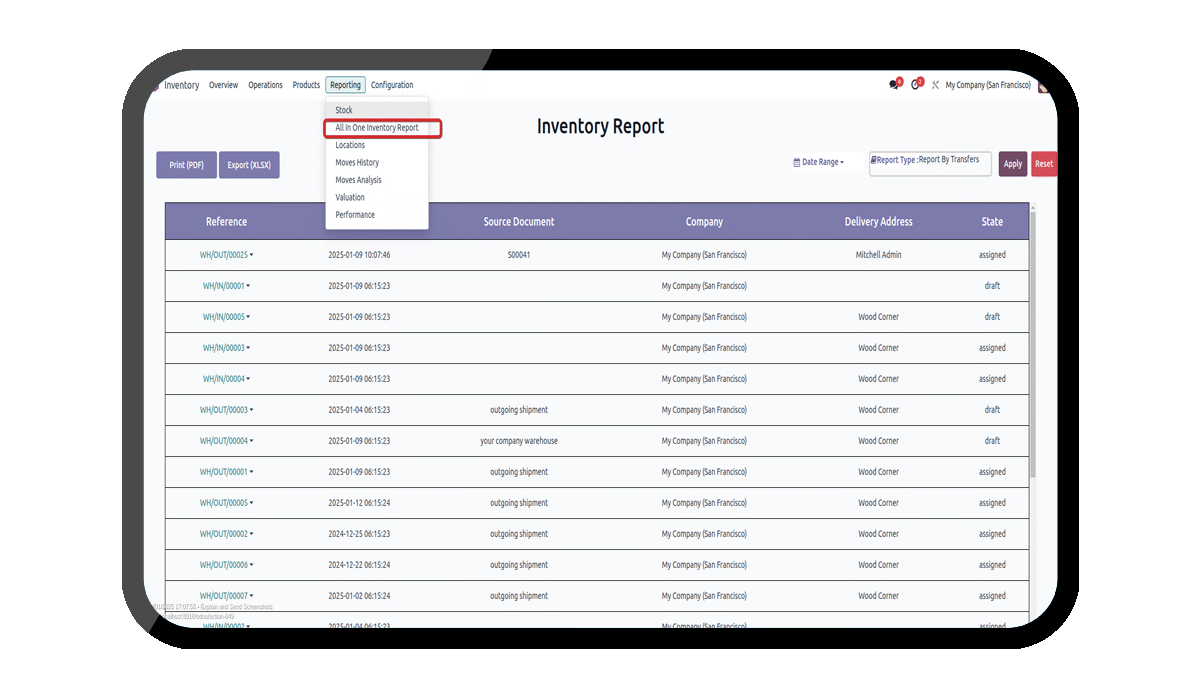 Inventory Overview Operations Products Reporting Configuration 2 My Company (San Francisco)
Stock
All In One Inventory Report
Locations
Moves History
Moves Analysis
Valuation
Performance
Inventory Report
Print (PDF) Export (XLSX) Date Range Report Type : Report By Transfers Apply Reset
Reference Source Document Company Delivery Address State
WH/OUT/00025 2025-01-09 10:07:46 S00041 My Company (San Francisco) Mitchell Admin assigned
WH/IN/00001 2025-01-09 06:15:23 My Company (San Francisco) draft
WH/IN/00005 2025-01-09 06:15:23 My Company (San Francisco) Wood Corner draft
WH/IN/00003 2025-01-09 06:15:23 My Company (San Francisco) Wood Corner assigned
WH/IN/00004 2025-01-09 06:15:23 My Company (San Francisco) Wood Corner assigned
WH/OUT/00003 2025-01-04 06:15:23 outgoing shipment My Company (San Francisco) Wood Corner draft
WH/OUT/00004 2025-01-09 06:15:23 your company warehouse My Company (San Francisco) Wood Corner draft
WH/OUT/00001 2025-01-09 06:15:23 outgoing shipment My Company (San Francisco) Wood Corner assigned
WH/OUT/00005 2025-01-12 06:15:24 outgoing shipment My Company (San Francisco) Wood Corner assigned
WH/OUT/00002 2024-12-25 06:15:23 outgoing shipment My Company (San Francisco) Wood Corner assigned
WH/OUT/00006 2024-12-22 06:15:24 outgoing shipment My Company (San Francisco) Wood Corner assigned
WH/OUT/00007 2025-01-02 06:15:24 outgoing shipment My Company (San Francisco) Wood Corner assigned
Explain and Send Screenshots
WH/IN/00002 2025-01-04 06:15:23 My Company (San Francisco) Wood Corner assigned